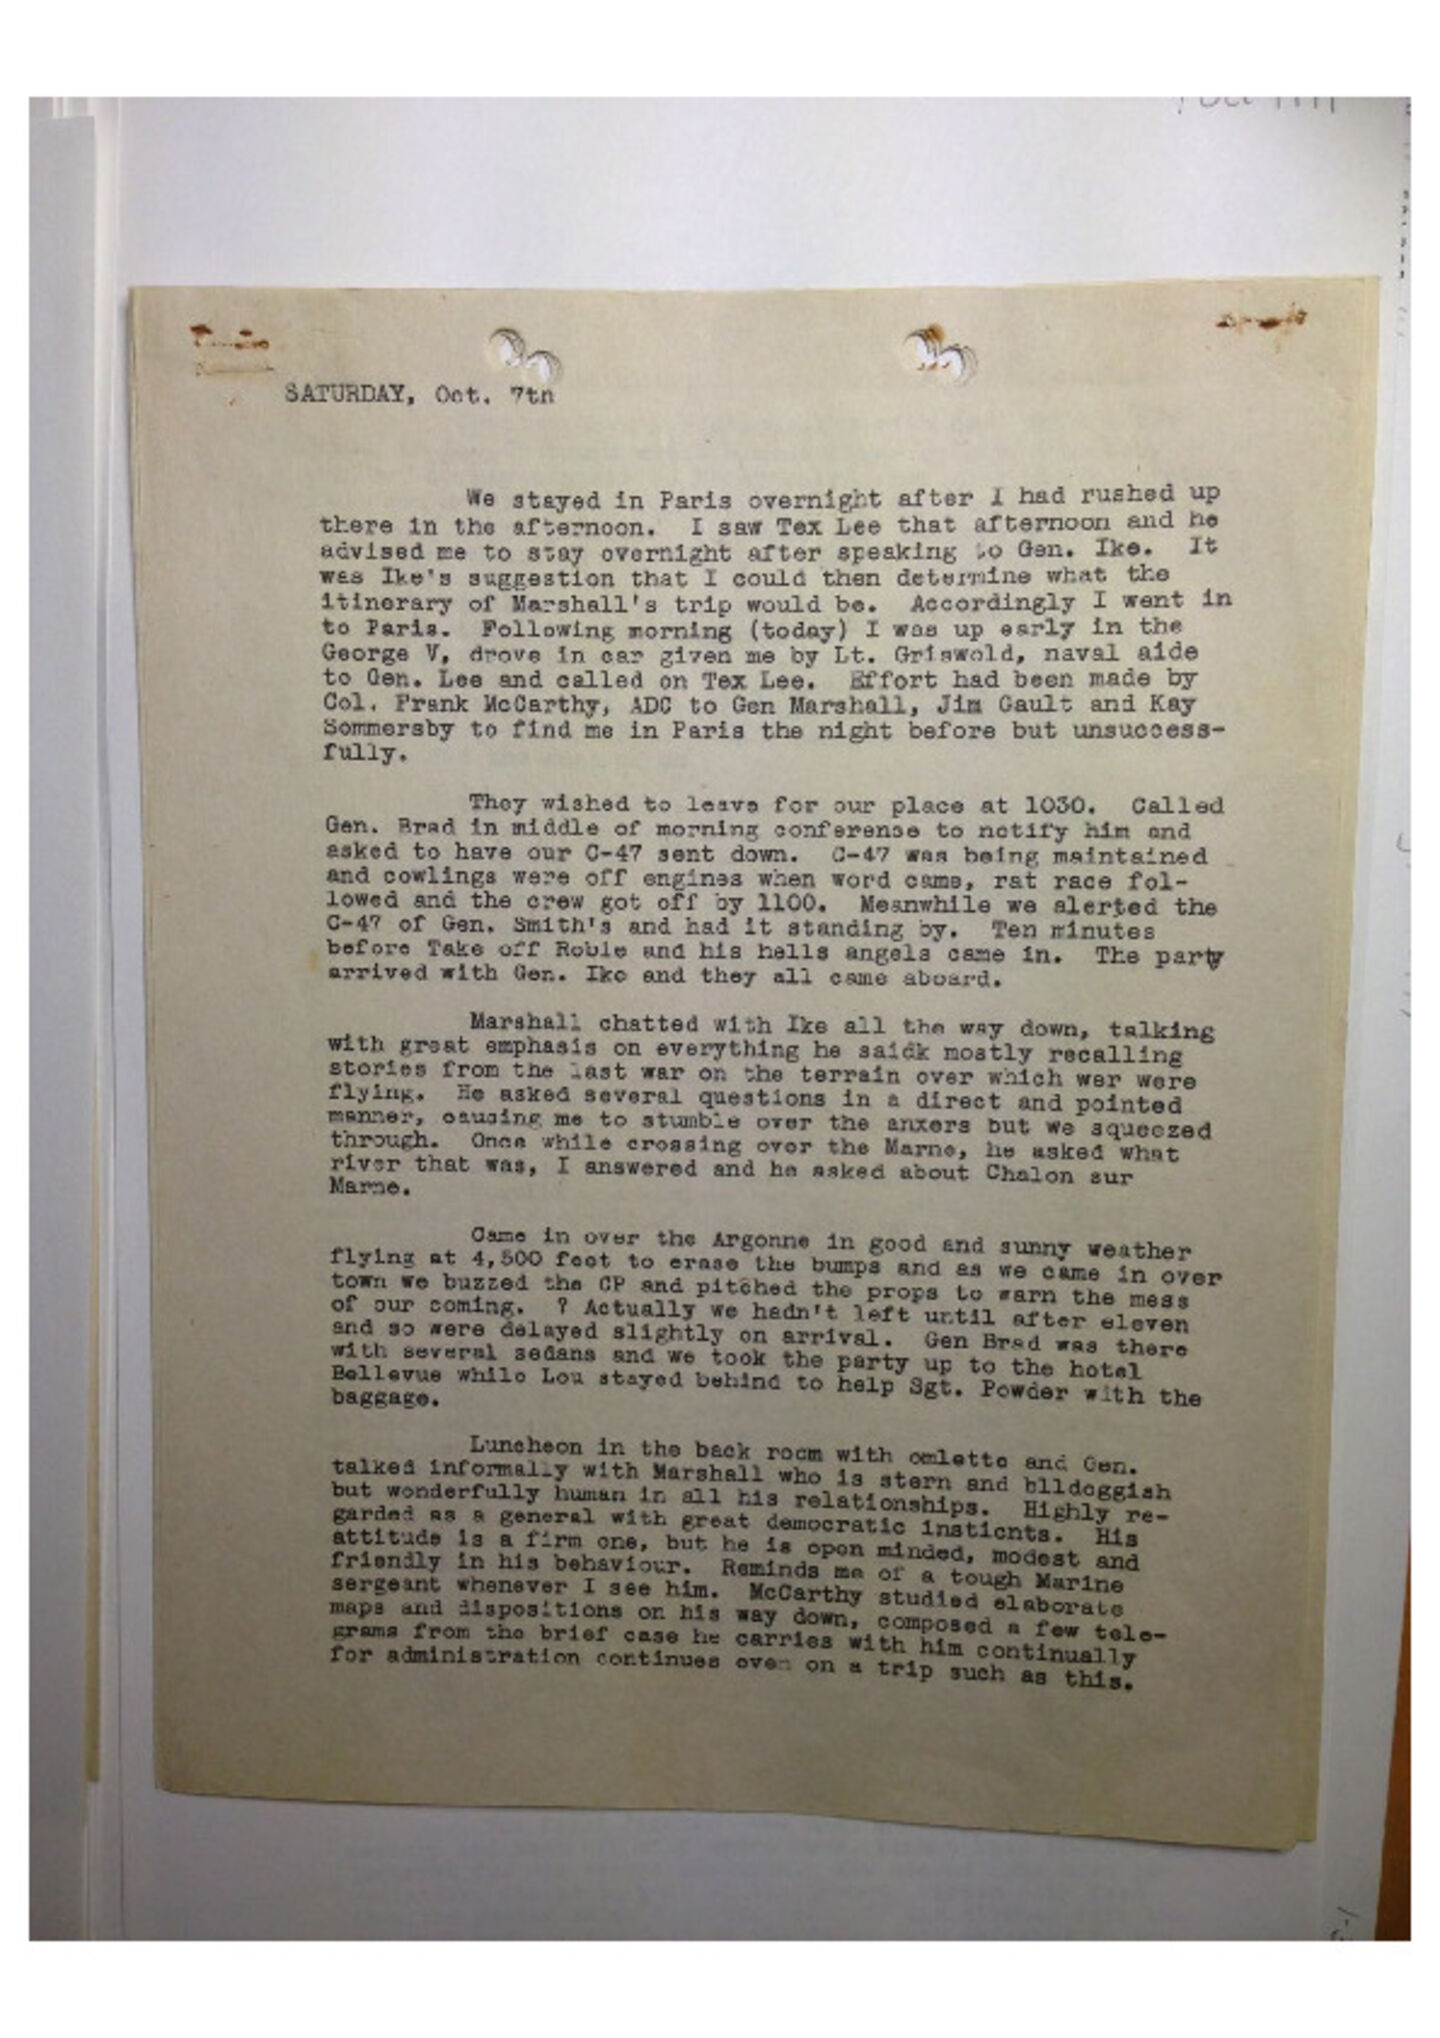 SATURDAY, Oct. 7th
We stayed in Paris overnight after I had rushed up
there in the afternoon. I saw Tex Lee that afternoon and he
advised me to stay overnight after speaking to Gen. Ike. It
was Ike's suggestion that I could then determine what the
itinerary of Marshall's trip would be. Accordingly I went in
to Paris. Following morning (today) I was up early in the
George V, drove in car given me by Lt. Griswold, naval aide
to Gen. Lee and called on Tex Lee. Effort had been made by
Col. Frank McCarthy, ADC to Gen Marshall, Jim Gault and Kay
Sommersby to find me in Paris the night before but unsuccess-
fully.
They wished to leave for our place at 1030. Called
Gen. Brad in middle of morning conference to notify him and
asked to have our C-47 sent down. C-47 was being maintained
and cowlings were off engines when word came, rat race fol-
lowed and the crew got off by 1100. Meanwhile we alerted the
C-47 of Gen. Smith's and had it standing by. Ten minutes
before Take off Robie and his hells angels came in. The party
arrived with Gen. Ike and they all came aboard.
Marshall chatted with Ike all the way down, talking
with great emphasis on everything he saidk mostly recalling
stories from the last war on the terrain over which wer were
flying. He asked several questions in a direct and pointed
manner, causing me to stumble over the anxers but we squeezed
through. Once while crossing over the Marne, he asked what
river that was, I answered and he asked about Chalon sur
Marne.
Came in over the Argonne in good and sunny weather
flying at 4,500 feet to erase the bumps and as we came in over
town we buzzed the CP and pitched the props to warn the mess
of our coming. ? Actually we hadn't left until after eleven
and so were delayed slightly on arrival. Gen Brad was there
with several sedans and we took the party up to the hotel
Bellevue while Lou stayed behind to help Sgt. Powder with the
baggage.
Luncheon in the back room with omlette and Gen.
talked informally with Marshall who is stern and blldoggish
but wonderfully human in all his relationships. Highly re-
garded as a general with great democratic insticnts. His
attitude is a firm one, but he is open minded, modest and
friendly in his behaviour. Reminds me of a tough Marine
sergeant whenever I see him. McCarthy studied elaborate
maps and dispositions on his way down, composed a few tele-
grams from the brief case he carries with him continually
for administration continues even on a trip such as this.